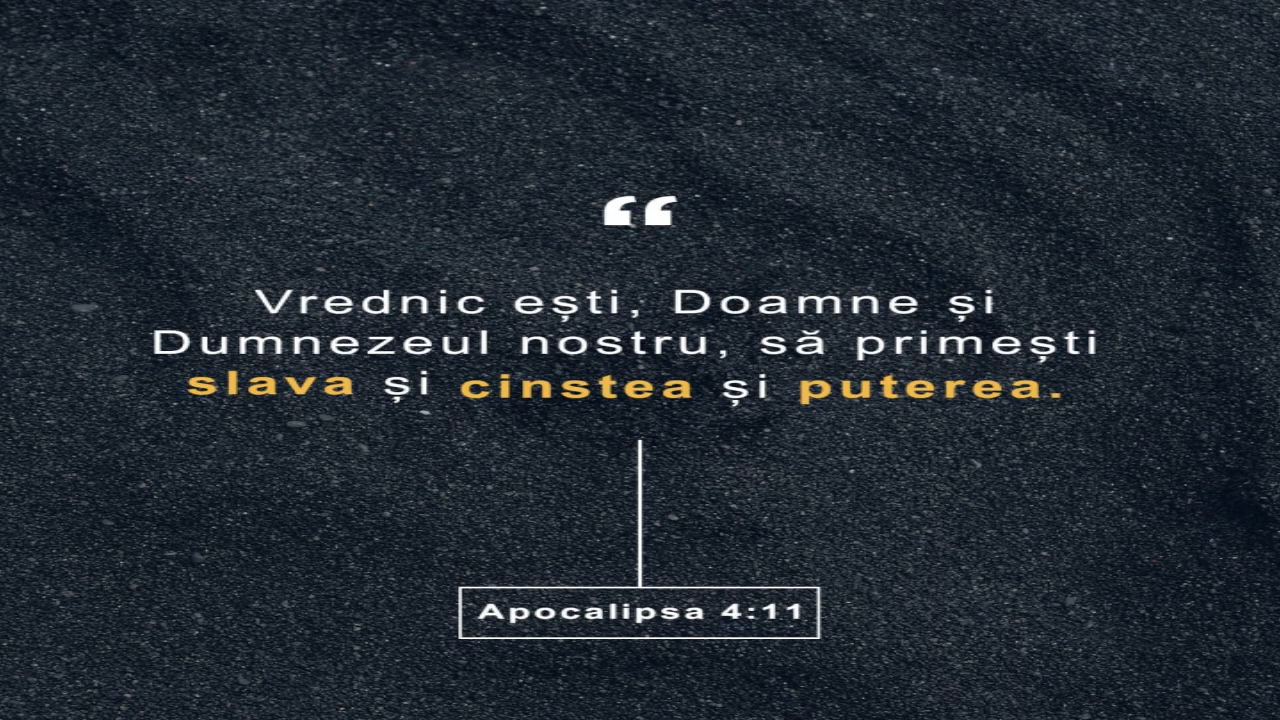 “
Vrednic ești, Doamne și
Dumnezeul nostru, să primești
slava și cinstea și puterea.
Apocalipsa 4:11